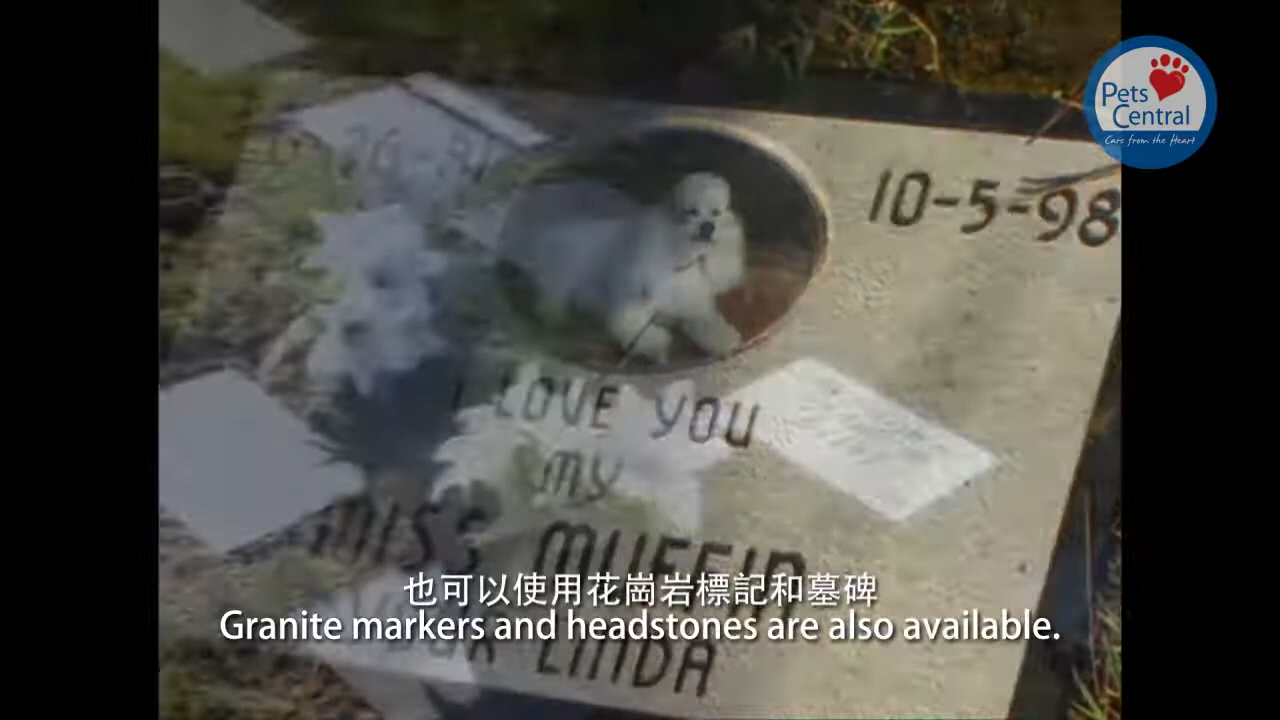 Pets
Central
Care from the Heart
10-5-98
I LOVE YOU
MY
MISS MUFFIN
LINDA
也可以使用花崗岩標記和墓碑
Granite markers and headstones are also available.